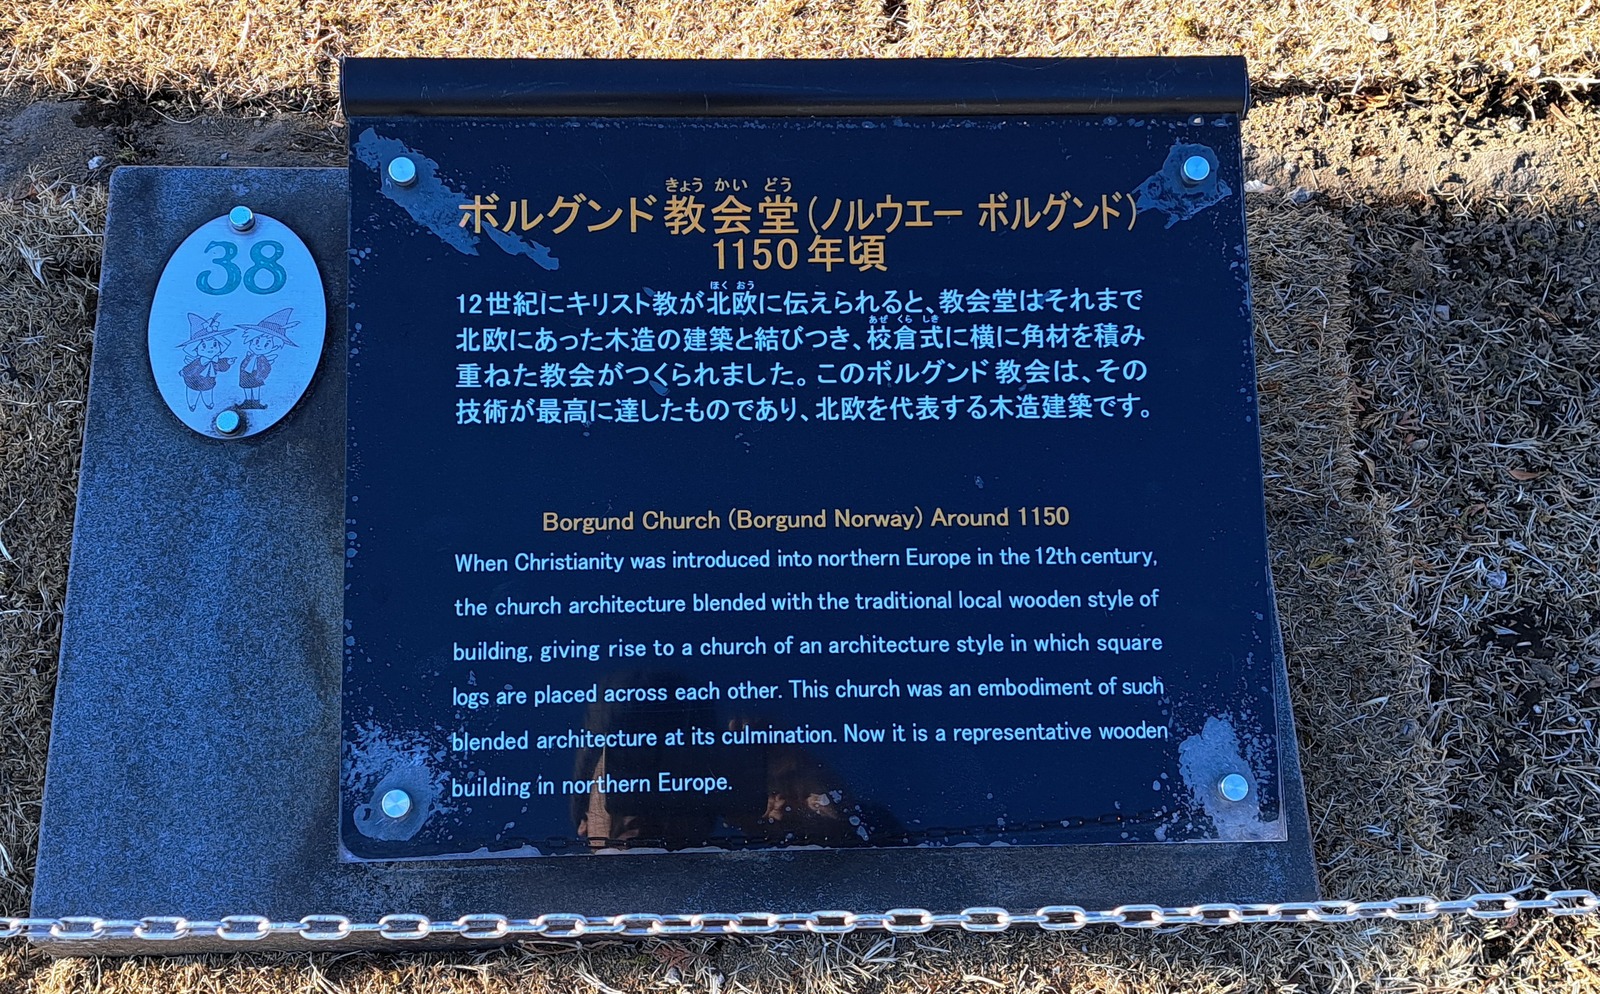 38
きょう かい どう
ボルグンド教会堂(ノルウエー ボルグンド)
1150年頃
ほく おう
12世紀にキリスト教が北欧に伝えられると、教会堂はそれまで
あぜ くら しき
北欧にあった木造の建築と結びつき、校倉式に横に角材を積み
重ねた教会がつくられました。このボルグンド教会は、その
技術が最高に達したものであり、北欧を代表する木造建築です。
Borgund Church (Borgund Norway) Around 1150
When Christianity was introduced into northern Europe in the 12th century,
the church architecture blended with the traditional local wooden style of
building, giving rise to a church of an architecture style in which square
logs are placed across each other. This church was an embodiment of such
blended architecture at its culmination. Now it is a representative wooden
building in northern Europe.